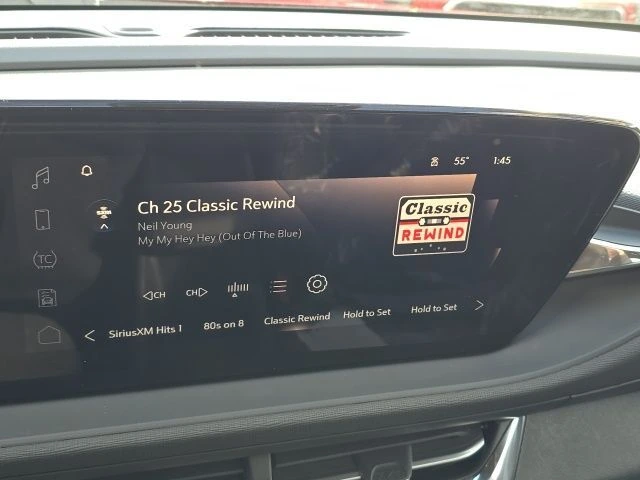 55° 1:45
Ch 25 Classic Rewind
Neil Young
My My Hey Hey (Out Of The Blue)
Classic
REWIND
TC
CH CH
SiriusXM Hits 1 80s on 8 Classic Rewind Hold to Set Hold to Set